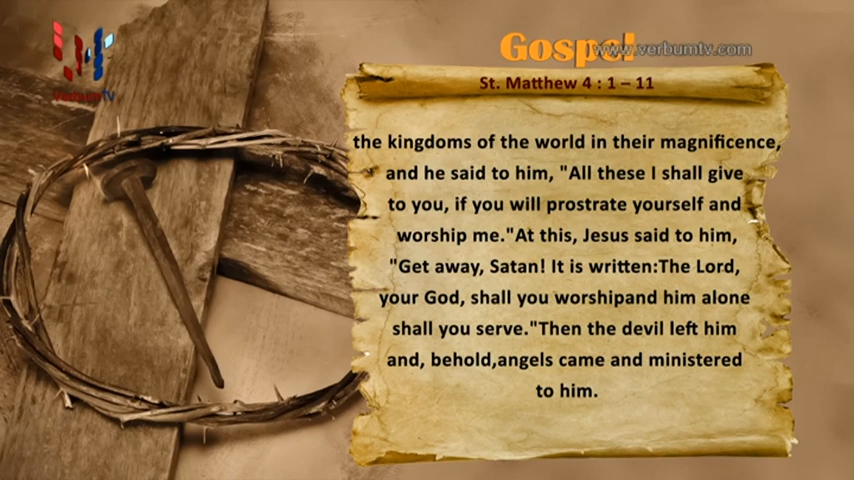 Gospel
www.verbumtv.com
VerbumTV
St. Matthew 4 : 1 – 11
the kingdoms of the world in their magnificence,
and he said to him, "All these I shall give
to you, if you will prostrate yourself and
worship me."At this, Jesus said to him,
"Get away, Satan! It is written:The Lord,
your God, shall you worshipand him alone
shall you serve."Then the devil left him
and, behold,angels came and ministered
to him.